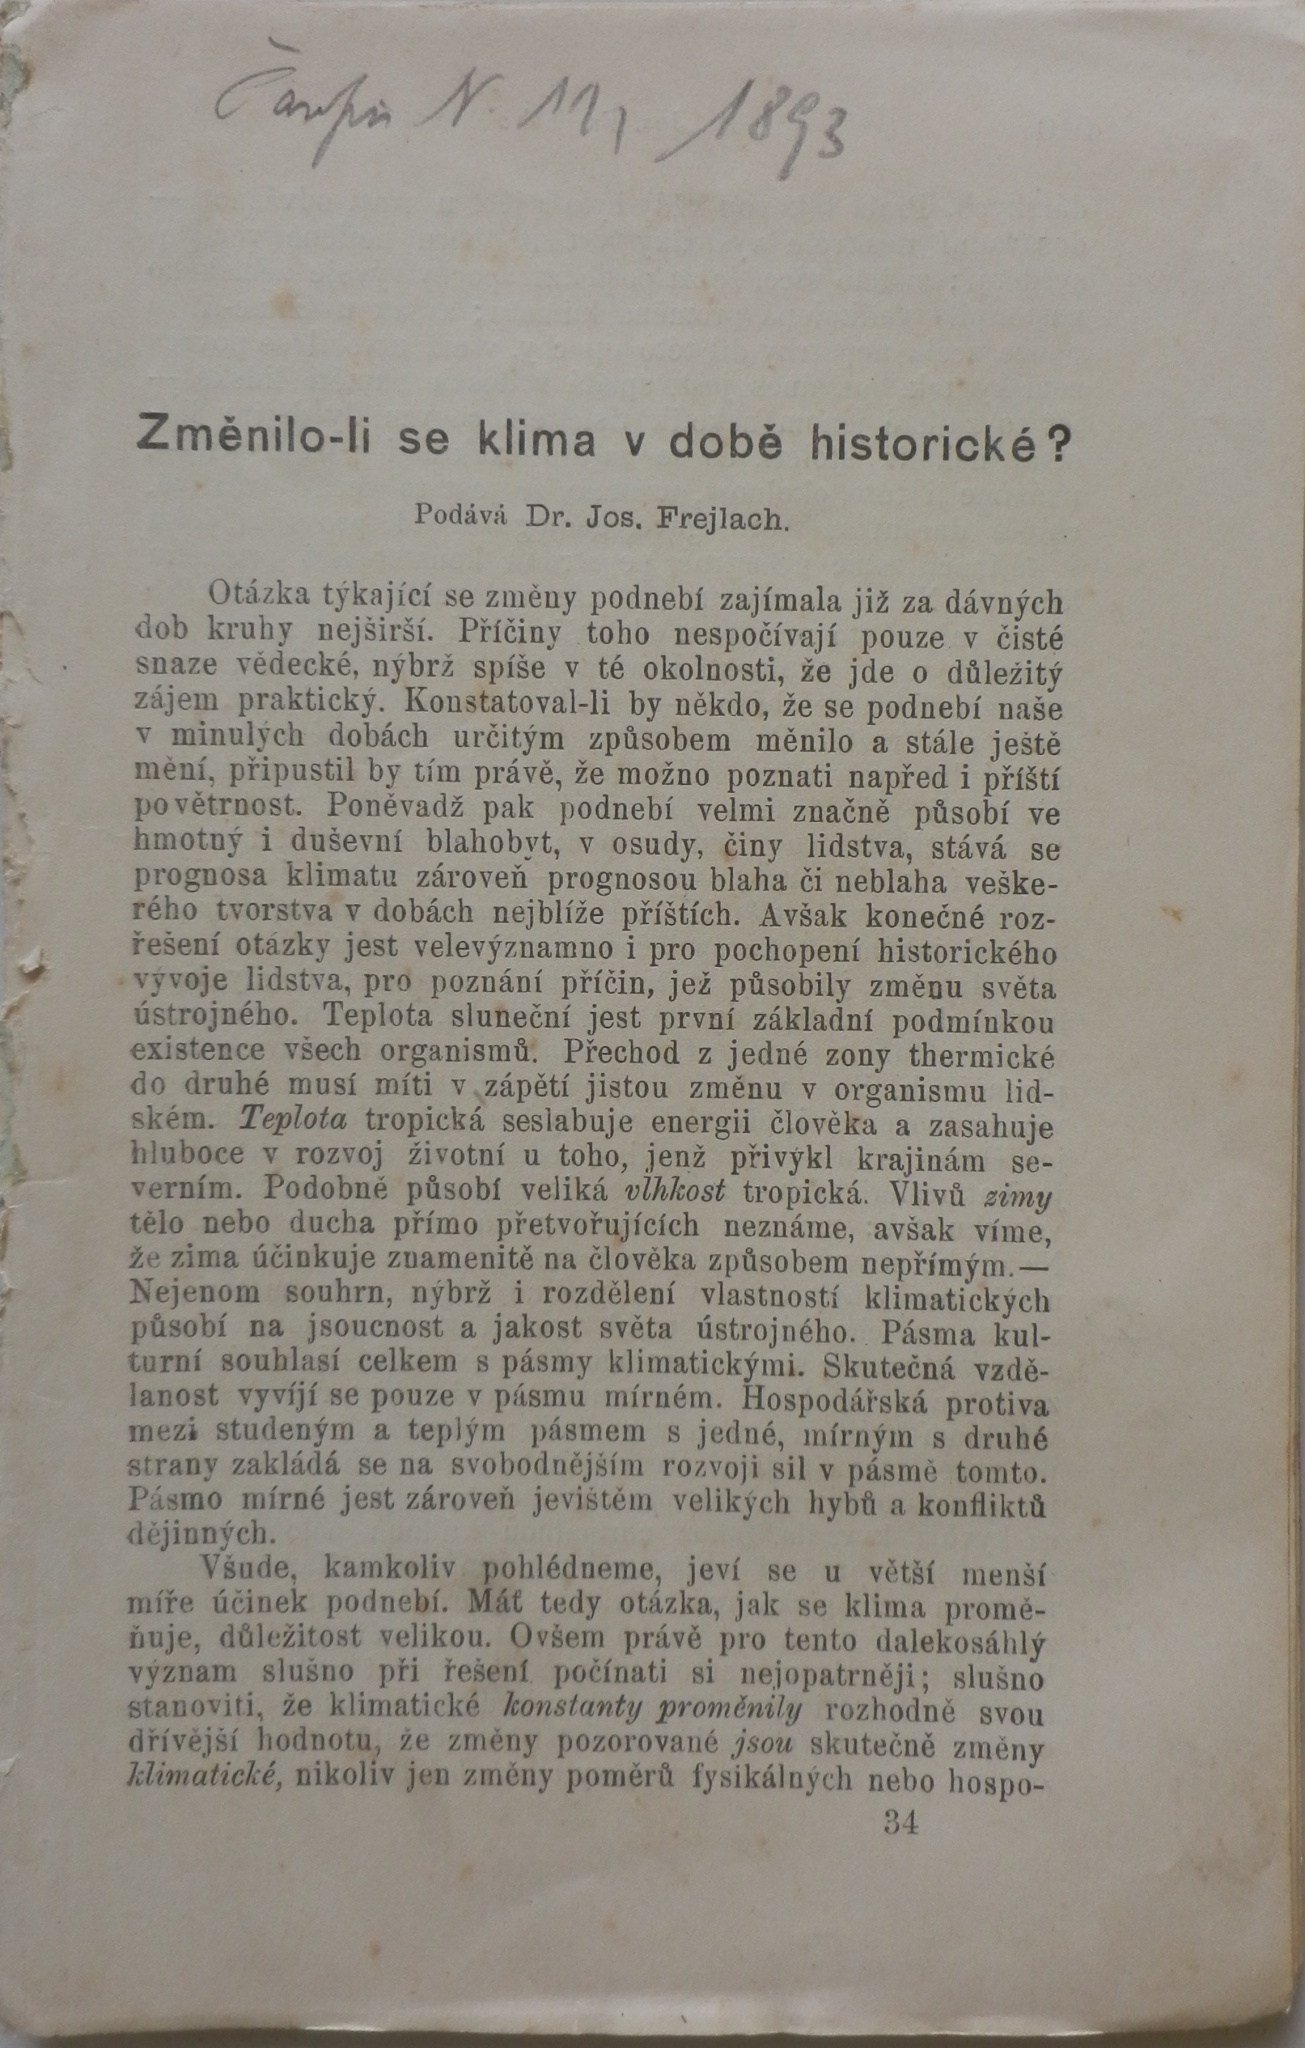 N. 11, 1893
Změnilo-li se klima v době historické?
Podává Dr. Jos. Frejlach.
Otázka týkající se změny podnebí zajímala již za dávných
dob kruhy nejširší. Příčiny toho nespočívají pouze v čisté
snaze vědecké, nýbrž spíše v té okolnosti, že jde o důležitý
zájem praktický. Konstatoval-li by někdo, že se podnebí naše
v minulých dobách určitým způsobem měnilo a stále ještě
mění, připustil by tím právě, že možno poznati napřed i příští
povětrnost. Poněvadž pak podnebí velmi značně působí ve
hmotný i duševní blahobyt, v osudy, činy lidstva, stává se
prognosa klimatu zároveň prognosou blaha či neblaha veške-
rého tvorstva v dobách nejblíže příštích. Avšak konečné roz-
řešení otázky jest velevýznamno i pro pochopení historického
vývoje lidstva, pro poznání příčin, jež působily změnu světa
ústrojného. Teplota sluneční jest první základní podmínkou
existence všech organismů. Přechod z jedné zony thermické
do druhé musí míti v zápětí jistou změnu v organismu lid-
ském. Teplota tropická seslabuje energii člověka a zasahuje
hluboce v rozvoj životní u toho, jenž přivýkl krajinám se-
verním. Podobně působí veliká vlhkost tropická. Vlivů zimy
tělo nebo ducha přímo přetvořujících neznáme, avšak víme,
že zima účinkuje znamenitě na člověka způsobem nepřímým.—
Nejenom souhrn, nýbrž i rozdělení vlastností klimatických
působí na jsoucnost a jakost světa ústrojného. Pásma kul-
turní souhlasí celkem s pásmy klimatickými. Skutečná vzdě-
lanost vyvíjí se pouze v pásmu mírném. Hospodářská protiva
mezi studeným a teplým pásmem s jedné, mírným s druhé
strany zakládá se na svobodnějším rozvoji sil v pásmě tomto.
Pásmo mírné jest zároveň jevištěm velikých hybů a konfliktů
dějinných.
Všude, kamkoliv pohlédneme, jeví se u větší menší
míře účinek podnebí. Máť tedy otázka, jak se klima promě-
ňuje, důležitost velikou. Ovšem právě pro tento dalekosáhlý
význam slušno při řešení počínati si nejopatrněji; slušno
stanoviti, že klimatické konstanty proměnily rozhodně svou
dřívější hodnotu, že změny pozorované jsou skutečně změny
klimatické, nikoliv jen změny poměrů fysikálných nebo hospo-
34